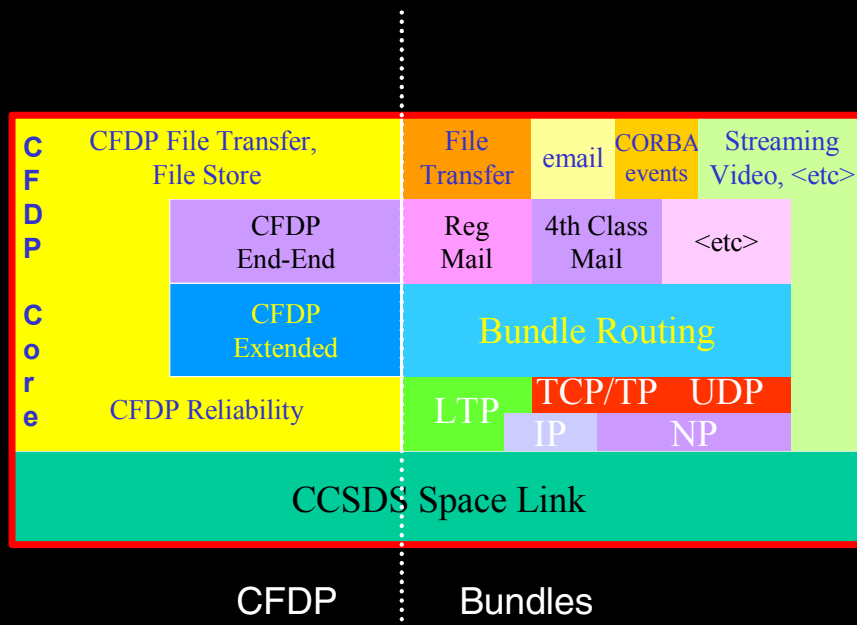 CFDP Core
CFDP File Transfer,
File Store
File
Transfer
email
CORBA
events
Streaming
Video, <etc>
CFDP
End-End
Reg
Mail
4th Class
Mail
<etc>
CFDP
Extended
Bundle Routing
CFDP Reliability
LTP
TCP/TP UDP
IP
NP
CCSDS Space Link
CFDP
Bundles